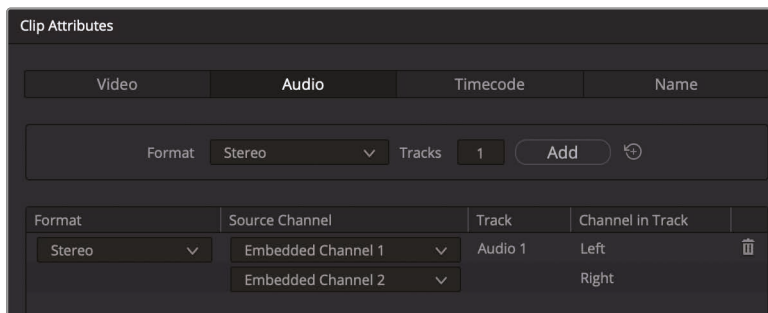 Clip Attributes
Video Audio Timecode Name
Format Stereo Tracks 1 Add
Format Source Channel Track Channel in Track
Stereo Embedded Channel 1 Audio 1 Left
Embedded Channel 2 Right